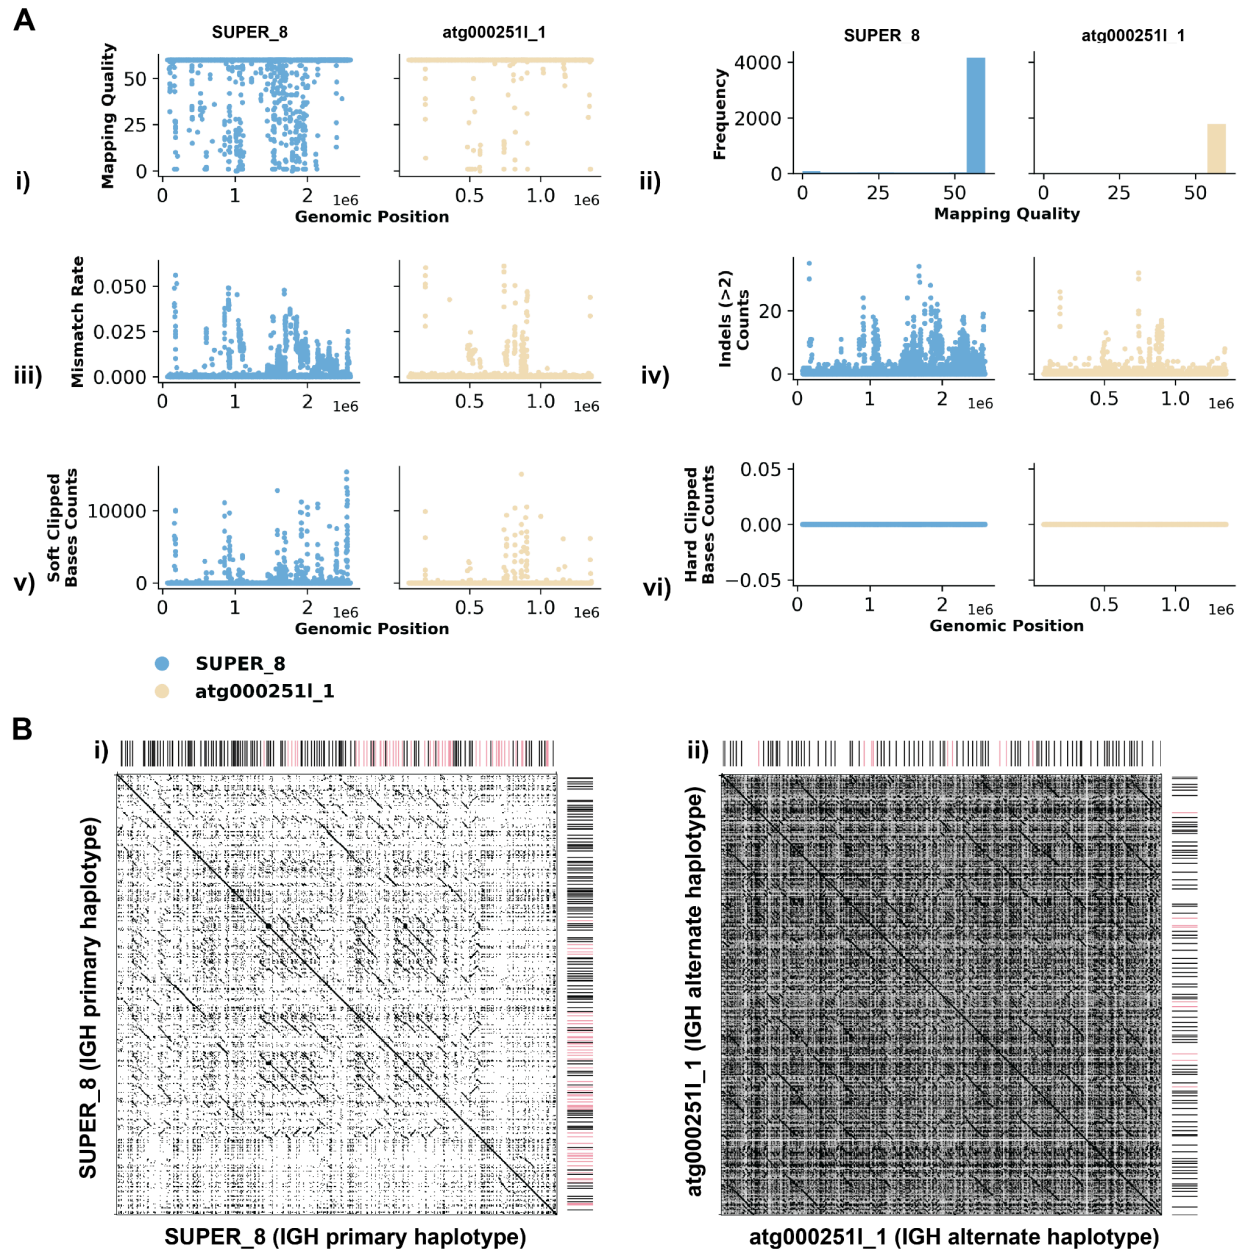 A
SUPER_8
atg000251l_1
Mapping Quality
50
25
0
0
1
2
1e6
0.5
1.0
1e6
i)
Genomic Position
SUPER_8
atg000251l_1
Frequency
4000
2000
0
0
25
50
0
25
50
ii)
Mapping Quality
Mismatch Rate
0.050
0.025
0.000
iii)
0
1
2
1e6
0.5
1.0
1e6
Indels (>2)
Counts
20
0
iv)
0
1
2
1e6
0.5
1.0
1e6
Soft Clipped
Bases Counts
10000
0
v)
0
1
2
1e6
0.5
1.0
1e6
Genomic Position
Hard Clipped
Bases Counts
0.05
0.00
−0.05
vi)
0
1
2
1e6
0.5
1.0
1e6
Genomic Position
SUPER_8
atg000251l_1
B
i)
SUPER_8 (IGH primary haplotype)
SUPER_8 (IGH primary haplotype)
ii)
atg000251l_1 (IGH alternate haplotype)
atg000251l_1 (IGH alternate haplotype)